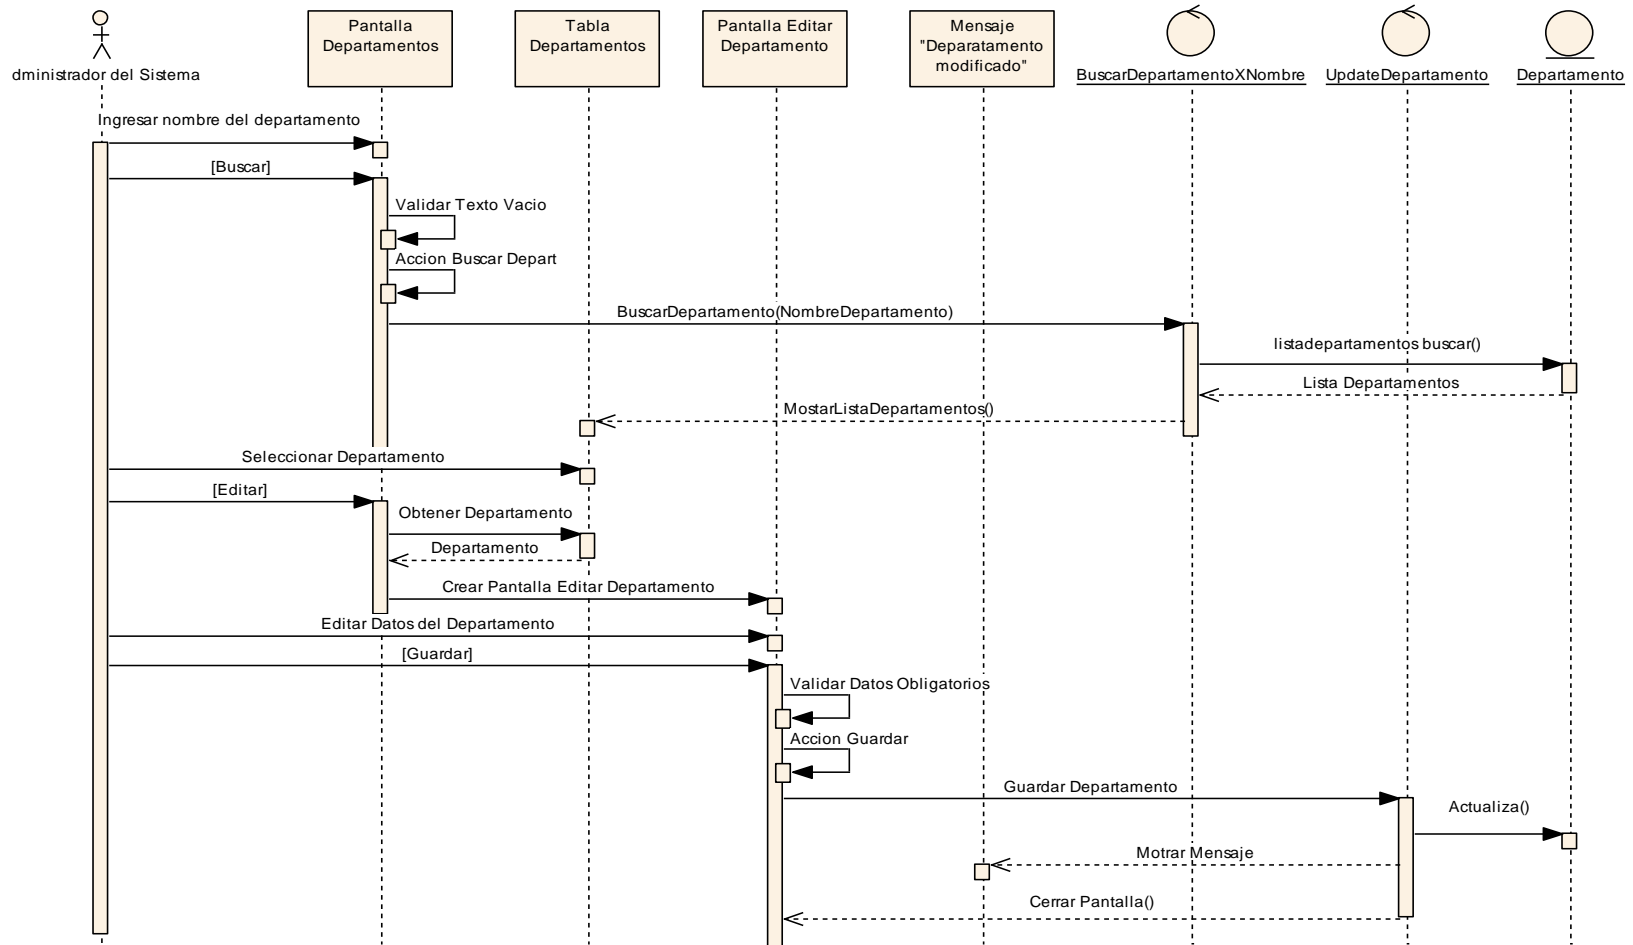 Pantalla
Departamentos
Tabla
Departamentos
Pantalla Editar
Departamento
Mensaje
"Deparatamento
modificado"
dministrador del Sistema
BuscarDepartamentoXNombre
UpdateDepartamento
Departamento
Ingresar nombre del departamento
[Buscar]
Validar Texto Vacio
Accion Buscar Depart
BuscarDepartamento(NombreDepartamento)
listadepartamentos buscar()
Lista Departamentos
MostarListaDepartamentos()
Seleccionar Departamento
[Editar]
Obtener Departamento
Departamento
Crear Pantalla Editar Departamento
Editar Datos del Departamento
[Guardar]
Validar Datos Obligatorios
Accion Guardar
Guardar Departamento
Actualiza()
Motrar Mensaje
Cerrar Pantalla()